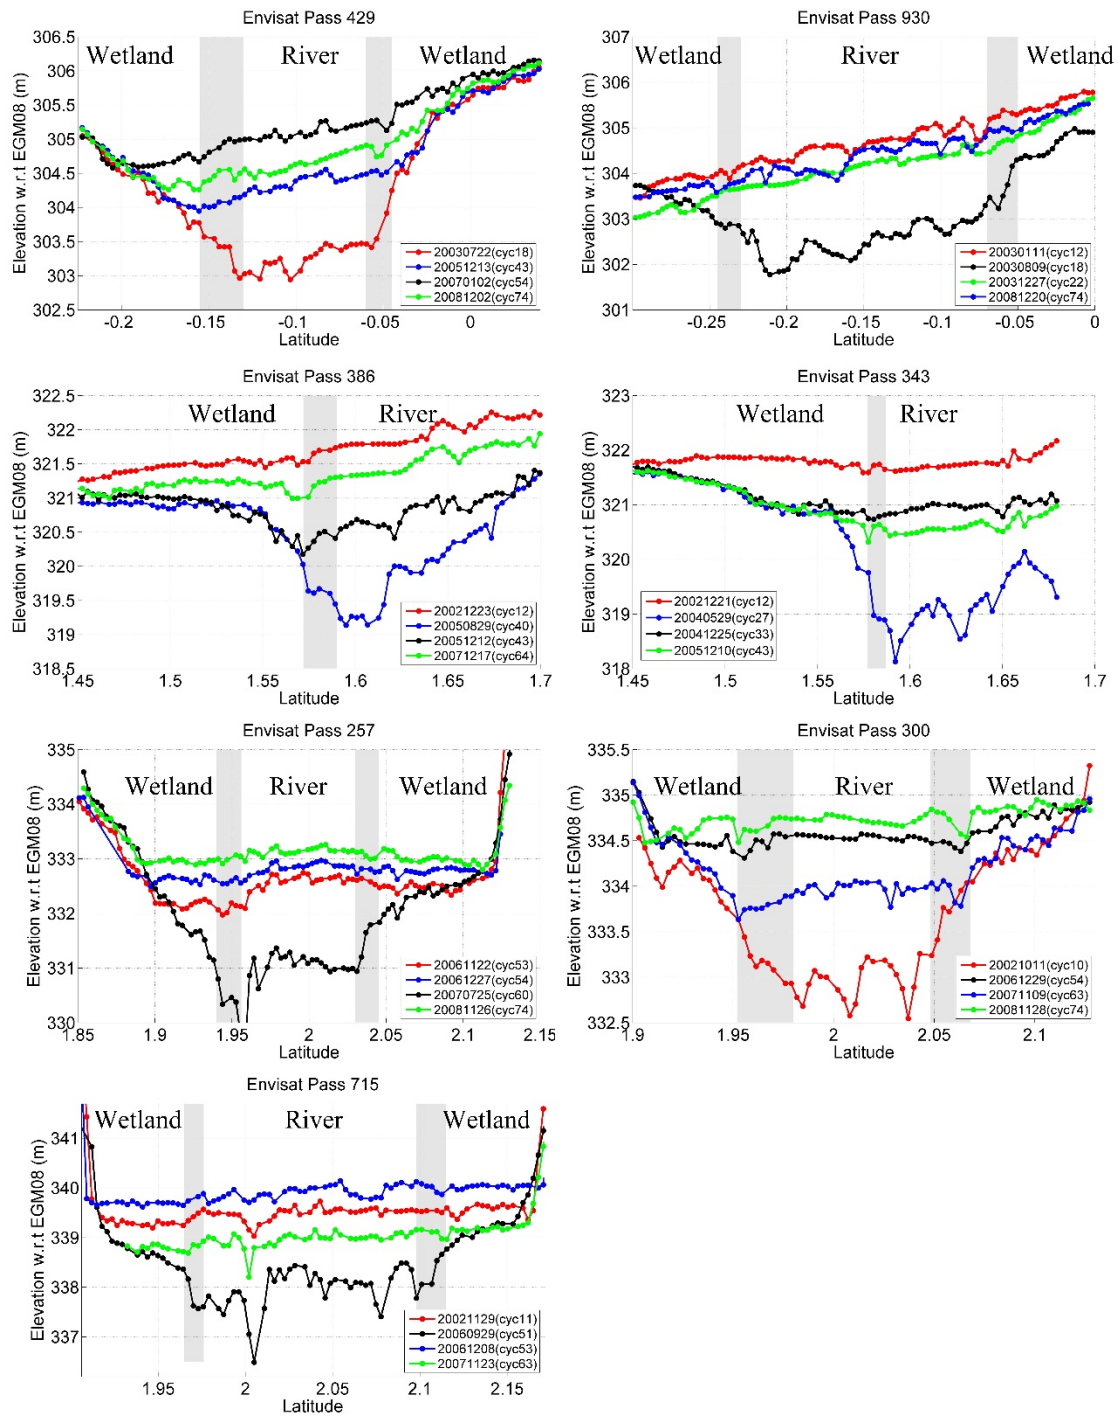 Envisat Pass 429
Elevation w.r.t EGM08 (m)
306.5
306
305.5
305
304.5
304
303.5
303
302.5
Wetland River Wetland
20030722(cyc18)
20051213(cyc43)
20070102(cyc54)
20081202(cyc74)
-0.2 -0.15 -0.1 -0.05 0
Latitude
Envisat Pass 930
Elevation w.r.t EGM08 (m)
307
306
305
304
303
302
301
Wetland River Wetland
20030111(cyc12)
20030809(cyc18)
20031227(cyc22)
20081220(cyc74)
-0.25 -0.2 -0.15 -0.1 -0.05 0
Latitude
Envisat Pass 386
Elevation w.r.t EGM08 (m)
322.5
322
321.5
321
320.5
320
319.5
319
318.5
Wetland River
20021223(cyc12)
20050829(cyc40)
20051212(cyc43)
20071217(cyc64)
1.45 1.5 1.55 1.6 1.65 1.7
Latitude
Envisat Pass 343
Elevation w.r.t EGM08 (m)
323
322
321
320
319
318
Wetland River
20021221(cyc12)
20040529(cyc27)
20041225(cyc33)
20051210(cyc43)
1.45 1.5 1.55 1.6 1.65 1.7
Latitude
Envisat Pass 257
Elevation w.r.t EGM08 (m)
335
334
333
332
331
330
Wetland River Wetland
20061122(cyc53)
20061227(cyc54)
20070725(cyc60)
20081126(cyc74)
1.85 1.9 1.95 2 2.05 2.1 2.15
Latitude
Envisat Pass 300
Elevation w.r.t EGM08 (m)
335.5
335
334.5
334
333.5
333
332.5
Wetland River Wetland
20021011(cyc10)
20061229(cyc54)
20071109(cyc63)
20081128(cyc74)
1.9 1.95 2 2.05 2.1
Latitude
Envisat Pass 715
Elevation w.r.t EGM08 (m)
341
340
339
338
337
Wetland River Wetland
20021129(cyc11)
20060929(cyc51)
20061208(cyc53)
20071123(cyc63)
1.95 2 2.05 2.1 2.15
Latitude